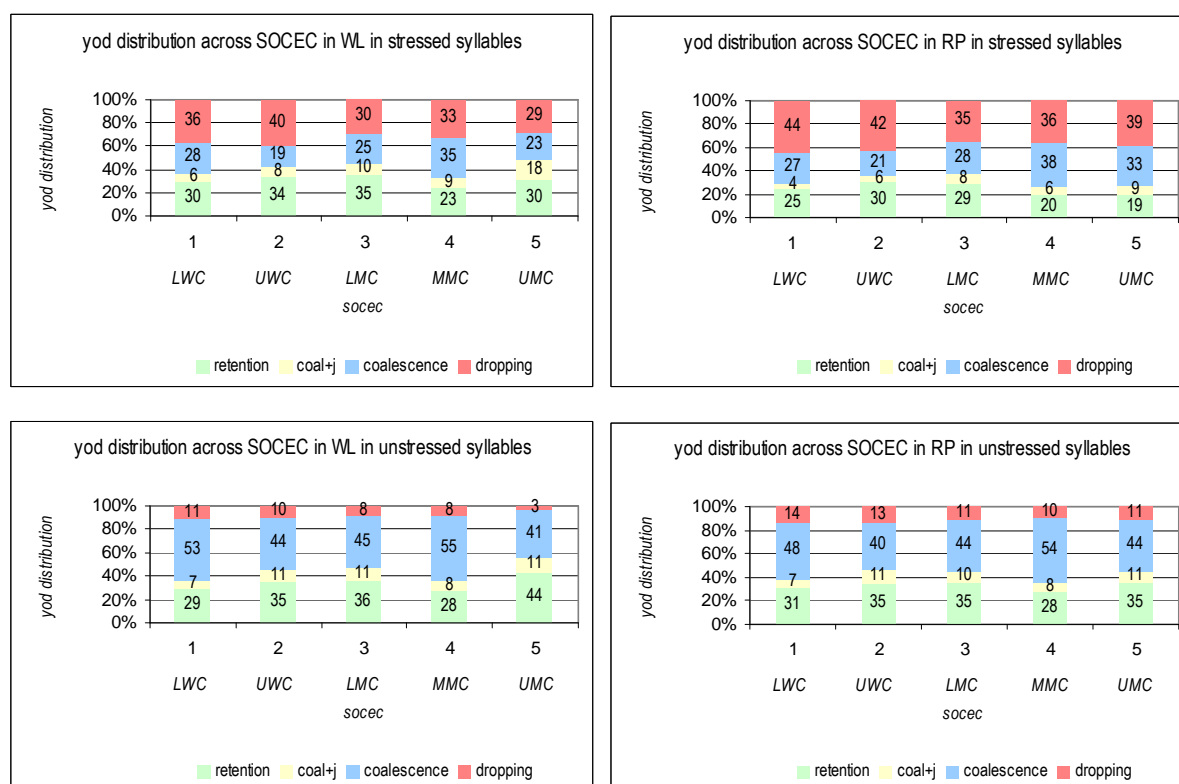 yod distribution across SOCEC in WL in stressed syllables
yod distribution
100%
80%
60%
40%
20%
0%
36 40 30 33 29
28 19 25 35 23
6 8 10 9 18
30 34 35 23 30
1 2 3 4 5
LWC UWC LMC MMC UMC
socec
retention coal+j coalescence dropping
yod distribution across SOCEC in RP in stressed syllables
yod distribution
100%
80%
60%
40%
20%
0%
44 42 35 36 39
27 21 28 38 33
4 6 8 6 9
25 30 29 20 19
1 2 3 4 5
LWC UWC LMC MMC UMC
socec
retention coal+j coalescence dropping
yod distribution across SOCEC in WL in unstressed syllables
yod distribution
100%
80%
60%
40%
20%
0%
11 10 8 8 3
53 44 45 55 41
7 11 11 8 11
29 35 36 28 44
1 2 3 4 5
LWC UWC LMC MMC UMC
socec
retention coal+j coalescence dropping
yod distribution across SOCEC in RP in unstressed syllables
yod distribution
100%
80%
60%
40%
20%
0%
14 13 11 10 11
48 40 44 54 44
7 11 10 8 11
31 35 35 28 35
1 2 3 4 5
LWC UWC LMC MMC UMC
socec
retention coal+j coalescence dropping